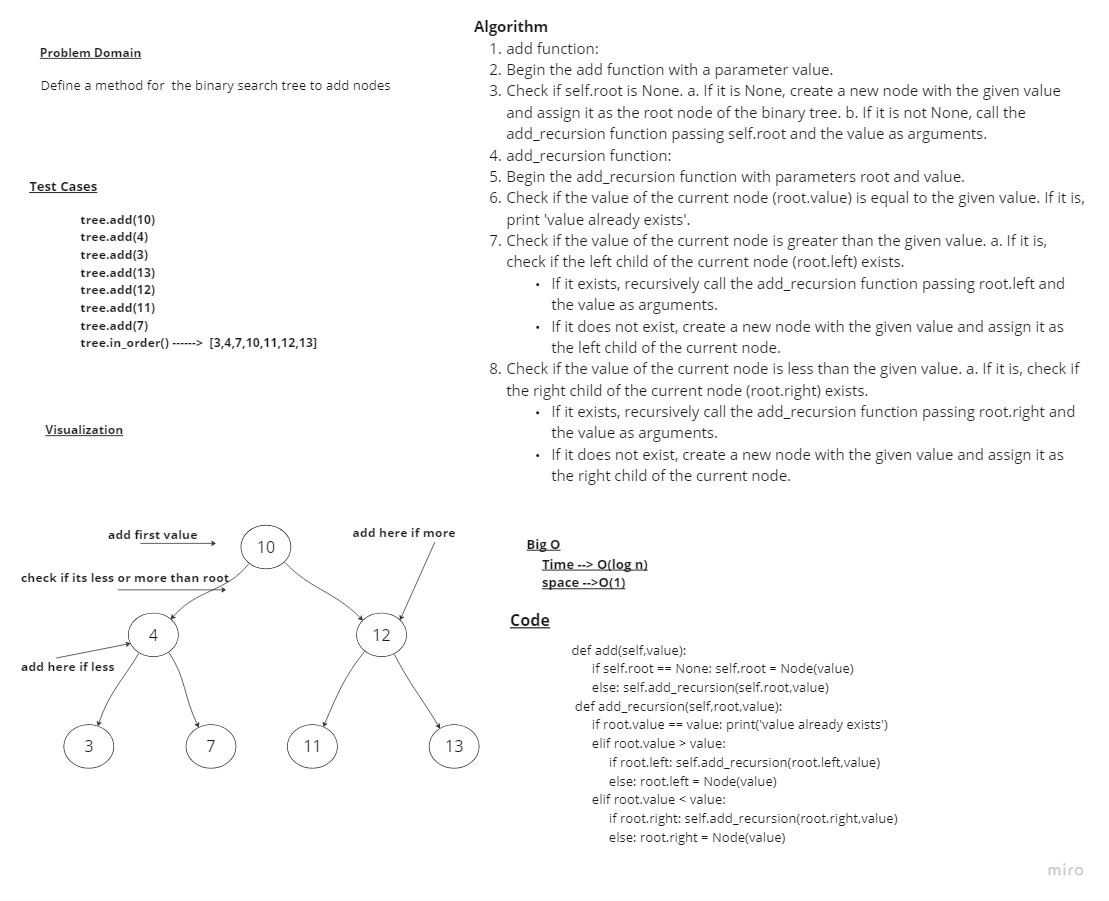 Problem Domain
Define a method for  the binary search tree to add nodes
Test Cases
tree.add(10)
tree.add(4)
tree.add(3)
tree.add(13)
tree.add(12)
tree.add(11)
tree.add(7)
tree.in_order() ------>  [3,4,7,10,11,12,13]
Visualization
add first value
10
add here if more
check if its less or more than root
4
12
add here if less
3
7
11
13
Algorithm
1. add function:
2. Begin the add function with a parameter value.
3. Check if self.root is None. a. If it is None, create a new node with the given value
and assign it as the root node of the binary tree. b. If it is not None, call the
add_recursion function passing self.root and the value as arguments.
4. add_recursion function:
5. Begin the add_recursion function with parameters root and value.
6. Check if the value of the current node (root.value) is equal to the given value. If it is,
print 'value already exists'.
7. Check if the value of the current node is greater than the given value. a. If it is,
check if the left child of the current node (root.left) exists.
• If it exists, recursively call the add_recursion function passing root.left and
the value as arguments.
• If it does not exist, create a new node with the given value and assign it as
the left child of the current node.
8. Check if the value of the current node is less than the given value. a. If it is, check if
the right child of the current node (root.right) exists.
• If it exists, recursively call the add_recursion function passing root.right and
the value as arguments.
• If it does not exist, create a new node with the given value and assign it as
the right child of the current node.
Big O
Time --> O(log n)
space -->O(1)
Code
def add(self,value):
if self.root == None: self.root = Node(value)
else: self.add_recursion(self.root,value)
def add_recursion(self,root,value):
if root.value == value: print('value already exists')
elif root.value > value:
if root.left: self.add_recursion(root.left,value)
else: root.left = Node(value)
elif root.value < value:
if root.right: self.add_recursion(root.right,value)
else: root.right = Node(value)
miro